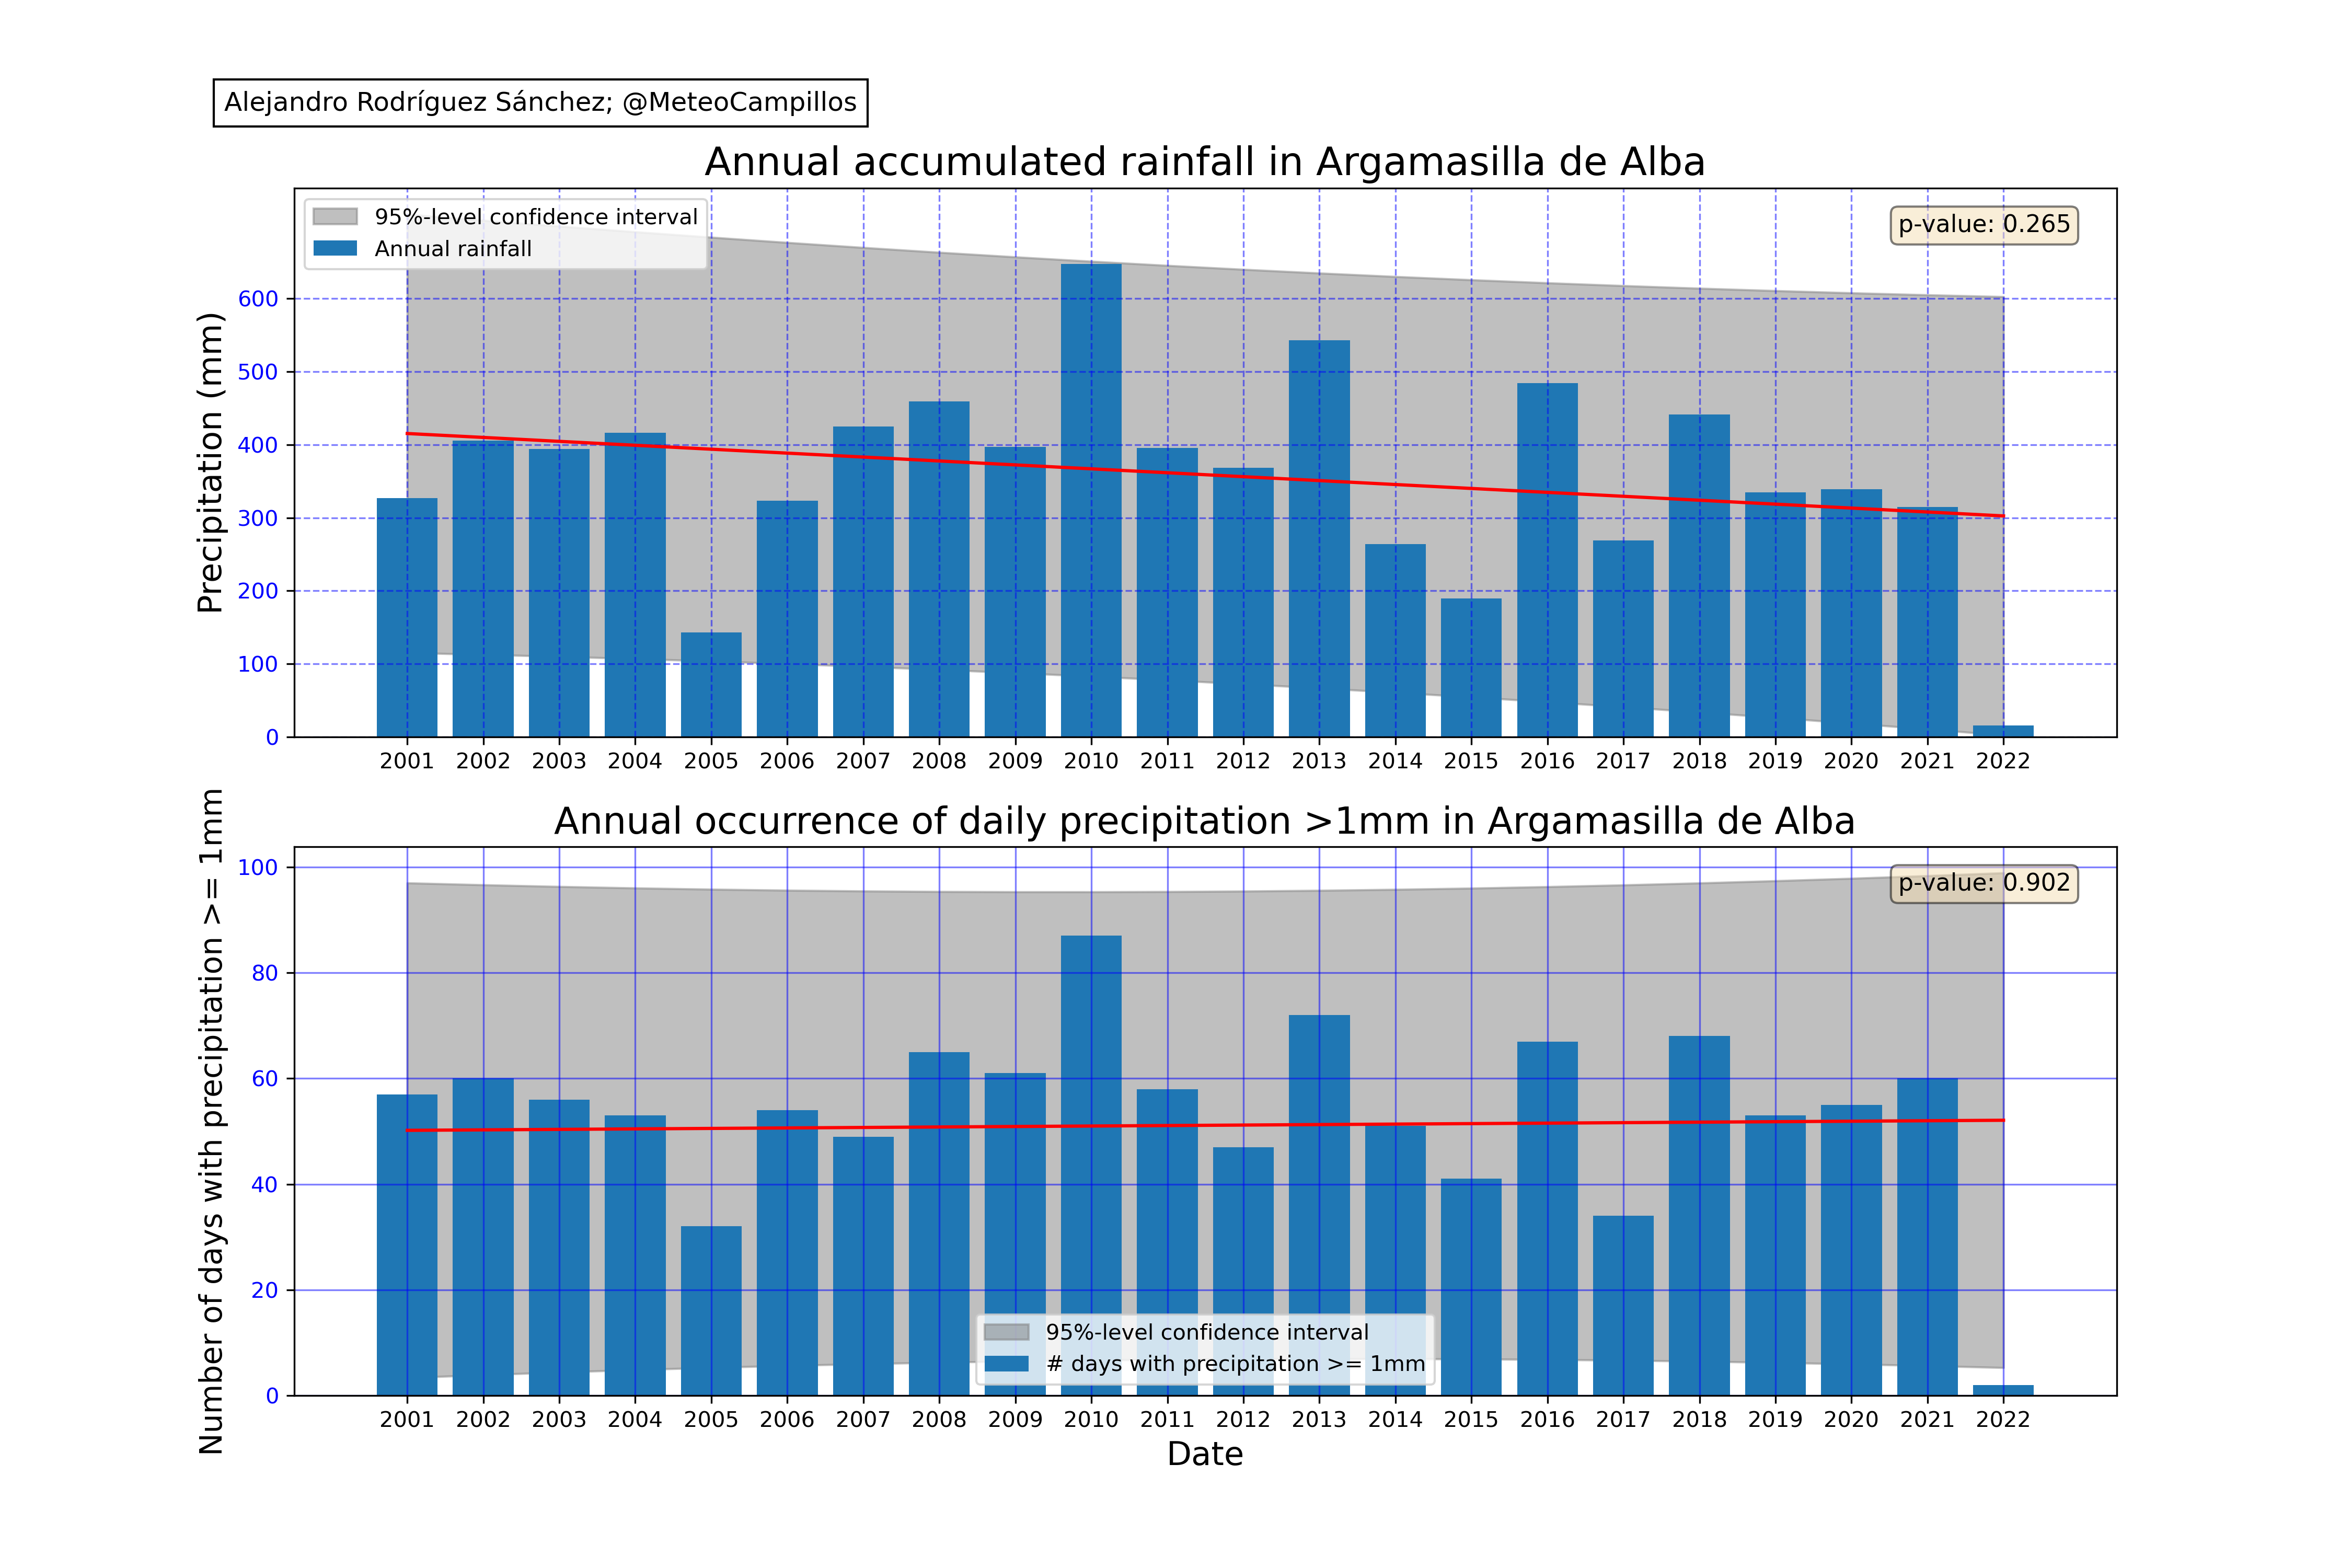 Alejandro Rodríguez Sánchez; @MeteoCampillos
Annual accumulated rainfall in Argamasilla de Alba
95%-level confidence interval
Annual rainfall
p-value: 0.265
Precipitation (mm)
600
500
400
300
200
100
0
2001 2002 2003 2004 2005 2006 2007 2008 2009 2010 2011 2012 2013 2014 2015 2016 2017 2018 2019 2020 2021 2022
Annual occurrence of daily precipitation >1mm in Argamasilla de Alba
p-value: 0.902
Number of days with precipitation >= 1mm
100
80
60
40
20
0
95%-level confidence interval
# days with precipitation >= 1mm
2001 2002 2003 2004 2005 2006 2007 2008 2009 2010 2011 2012 2013 2014 2015 2016 2017 2018 2019 2020 2021 2022
Date